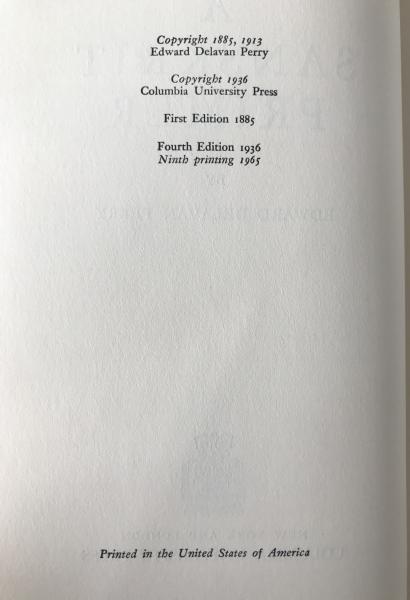 Copyright 1885, 1913
Edward Delavan Perry
Copyright 1936
Columbia University Press
First Edition 1885
Fourth Edition 1936
Ninth printing 1965
Printed in the United States of America